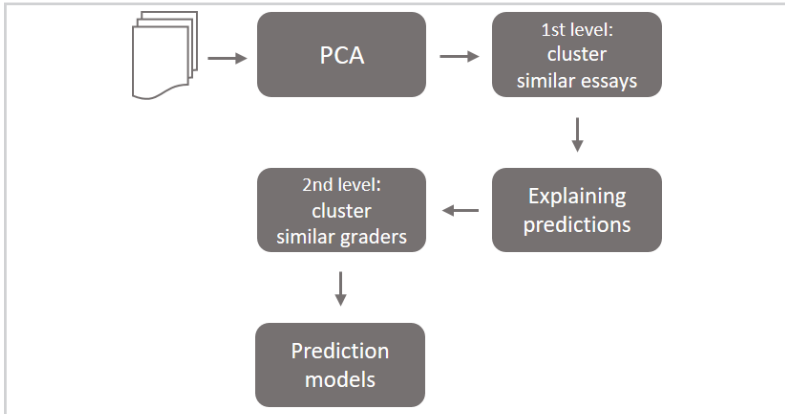 PCA
1st level:
cluster
similar essays
Explaining
predictions
2nd level:
cluster
similar graders
Prediction
models